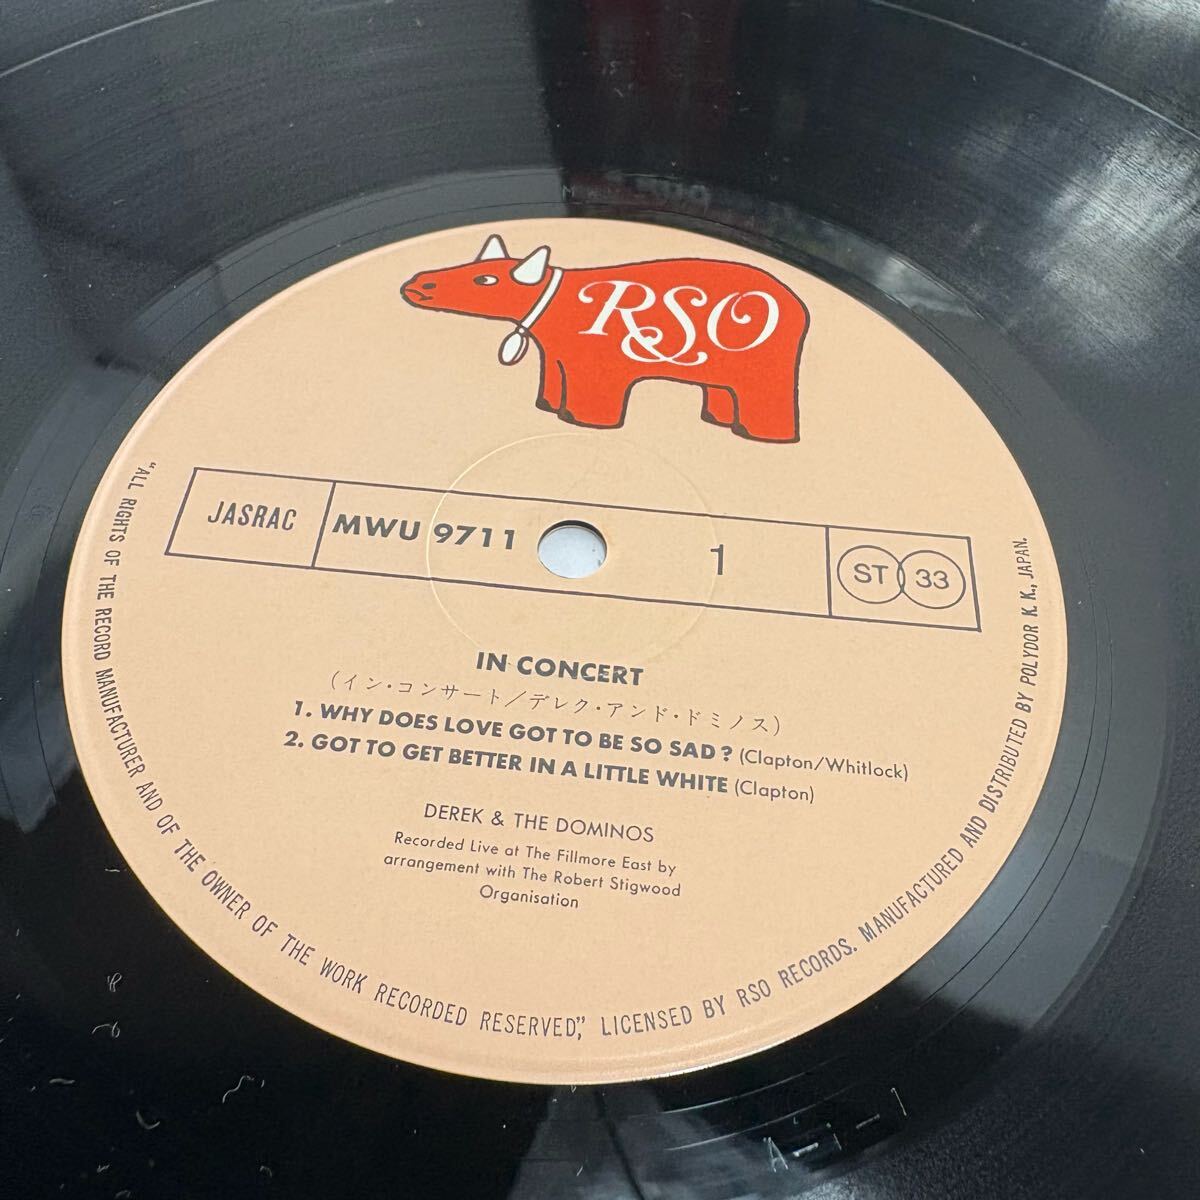 RSO
JASRAC
MWU 9711
1
ST 33
IN CONCERT
(イン・コンサート/デレク・アンド・ドミノス)
1. WHY DOES LOVE GOT TO BE SO SAD? (Clapton/Whitlock)
2. GOT TO GET BETTER IN A LITTLE WHITE (Clapton)
DEREK & THE DOMINOS
Recorded Live at The Fillmore East by
arrangement with The Robert Stigwood
Organisation
"ALL RIGHTS OF THE RECORD MANUFACTURER AND OF THE OWNER OF THE WORK RECORDED RESERVED," LICENSED BY RSO RECORDS. MANUFACTURED AND DISTRIBUTED BY POLYDOR K. K., JAPAN.
A-1-1